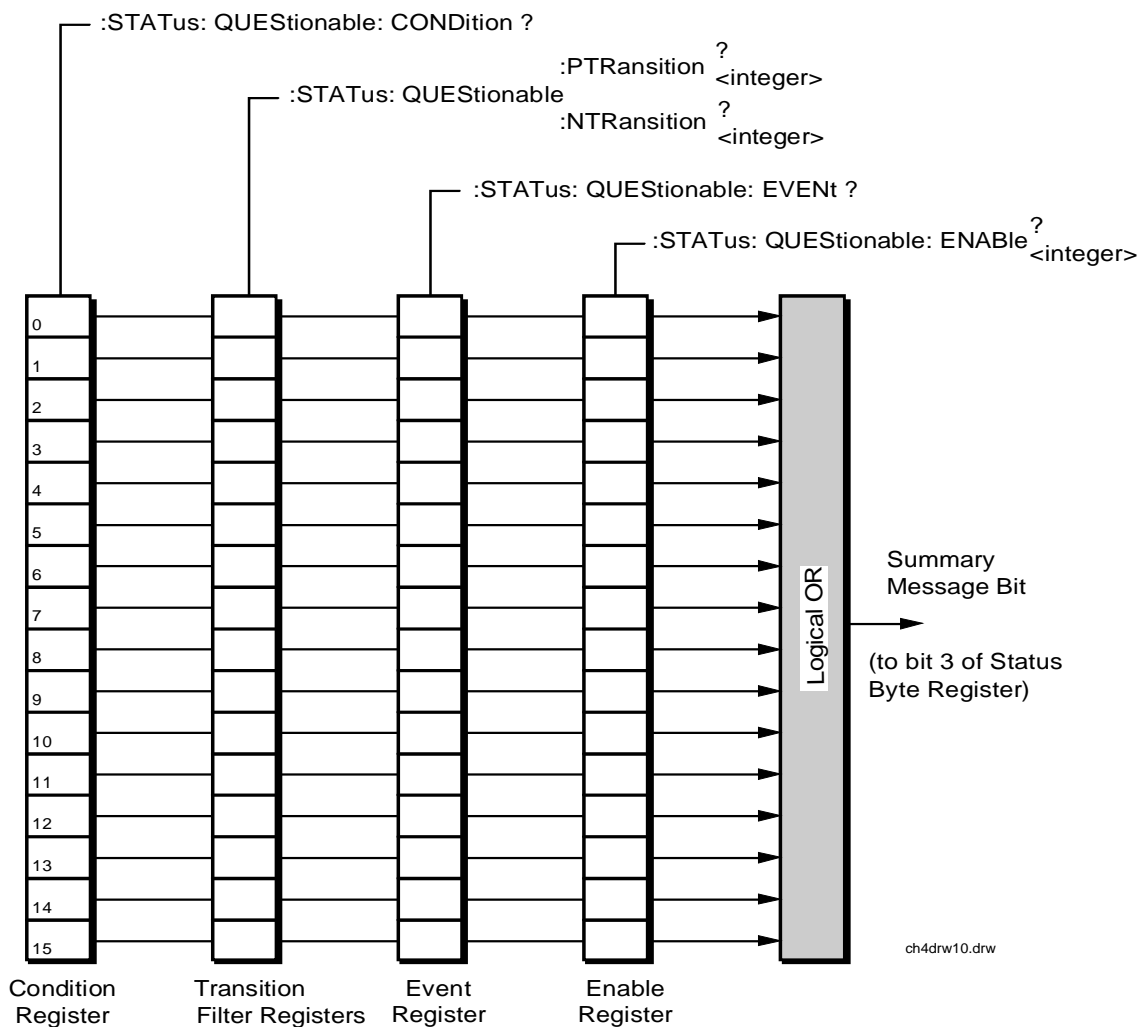 :STATus: QUEStionable: CONDition ?
:PTRansition ?
<integer>
:STATus: QUEStionable
:NTRansition ?
<integer>
:STATus: QUEStionable: EVENt ?
:STATus: QUEStionable: ENABle ?
<integer>
0
1
2
3
4
5
6
7
8
9
10
11
12
13
14
15
Logical OR
Summary
Message Bit
(to bit 3 of Status
Byte Register)
ch4drw10.drw
Condition
Register
Transition
Filter Registers
Event
Register
Enable
Register